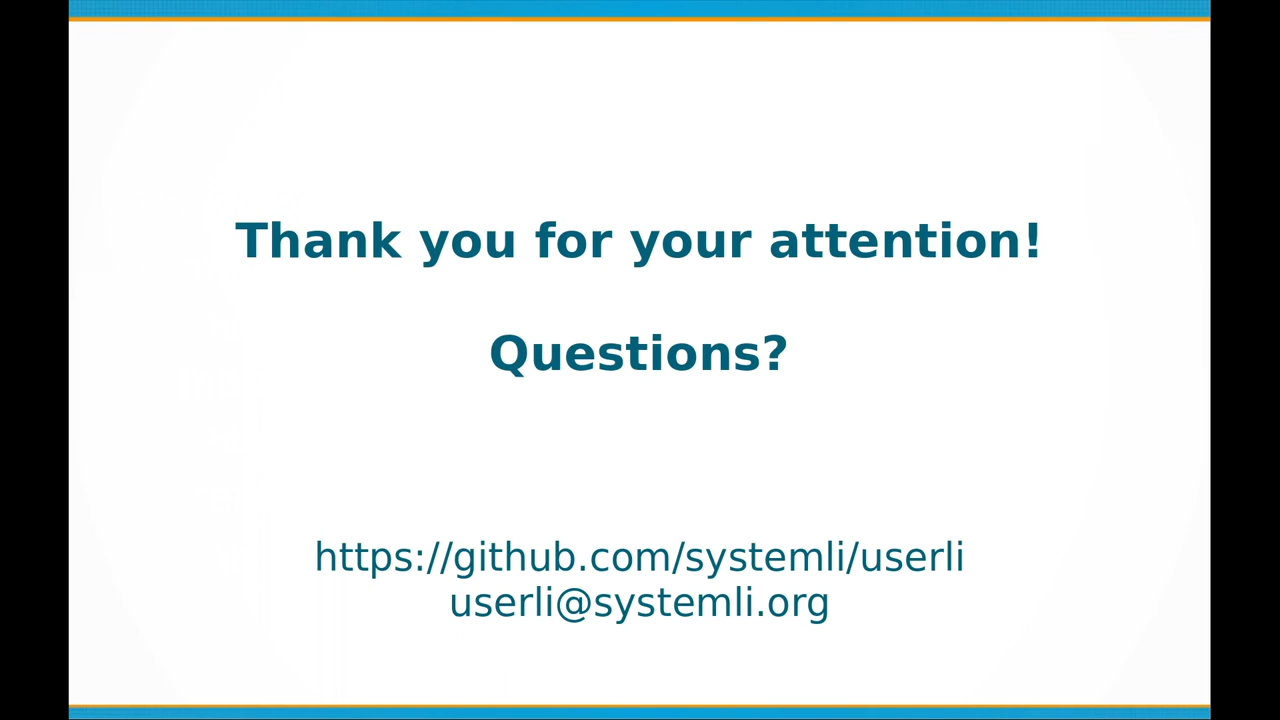 Thank you for your attention!
Questions?
https://github.com/systemli/userli
userli@systemli.org